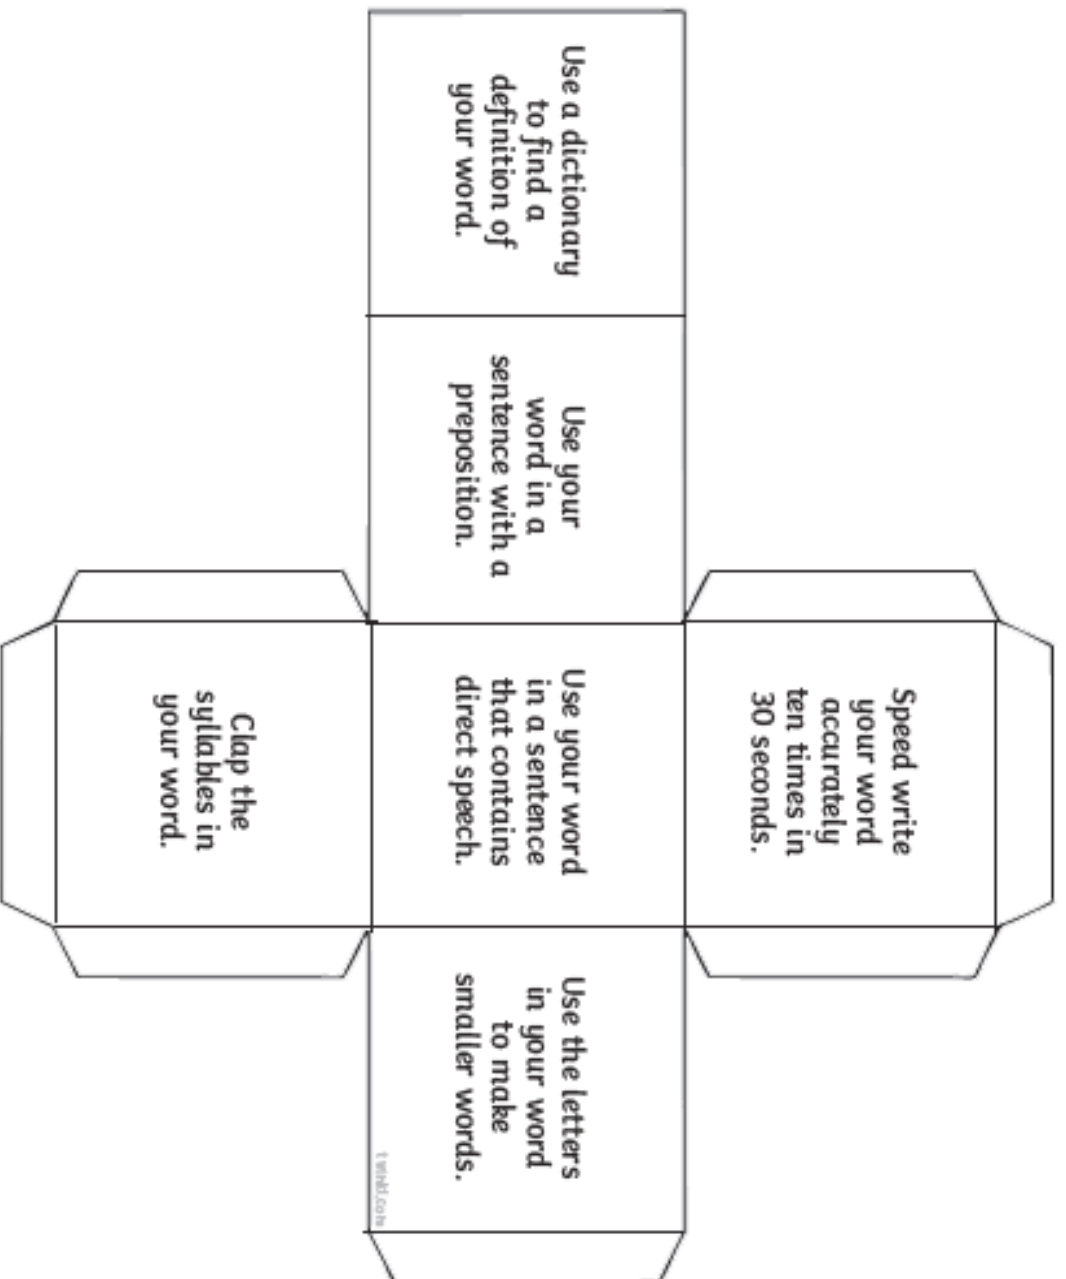 Use a dictionary
to find a
definition of
your word.
Use your
word in a
sentence with a
preposition.
Speed write
your word
accurately
ten times in
30 seconds.
Use your word
in a sentence
that contains
direct speech.
Clap the
syllables in
your word.
Use the letters
in your word
to make
smaller words.
twinkl.com